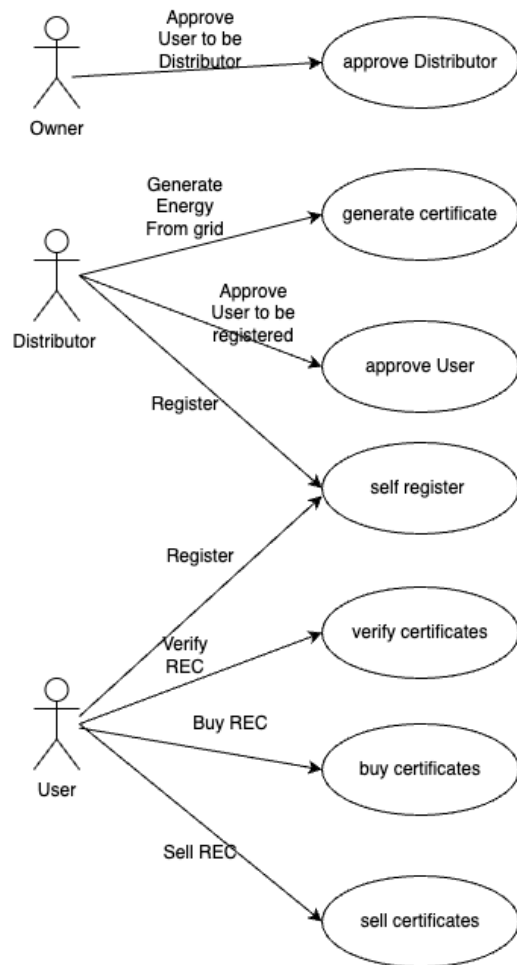 Approve
User to be
Distributor
approve Distributor
Owner
Generate
Energy
From grid
generate certificate
Distributor
Approve
User to be
registered
approve User
Register
self register
Register
Verify
REC
verify certificates
User
Buy REC
buy certificates
Sell REC
sell certificates